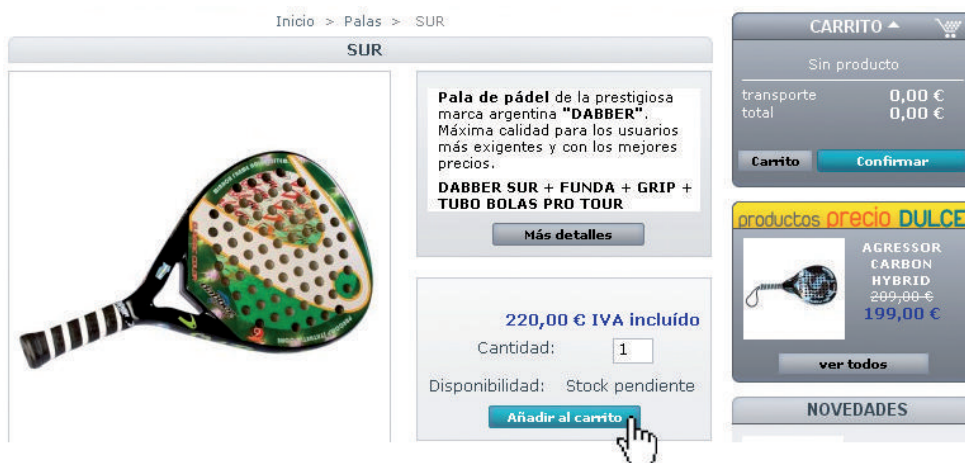 Inicio > Palas > SUR
SUR
Pala de pádel de la prestigiosa
marca argentina "DABBER".
Máxima calidad para los usuarios
más exigentes y con los mejores
precios.
DABBER SUR + FUNDA + GRIP +
TUBO BOLAS PRO TOUR
Más detalles
220,00 € IVA incluído
Cantidad: 1
Disponibilidad: Stock pendiente
Añadir al carrito
CARRITO
Sin producto
transporte 0,00 €
total 0,00 €
Carrito Confirmar
productos precio DULCE
AGRESSOR
CARBON
HYBRID
209,00 €
199,00 €
ver todos
NOVEDADES